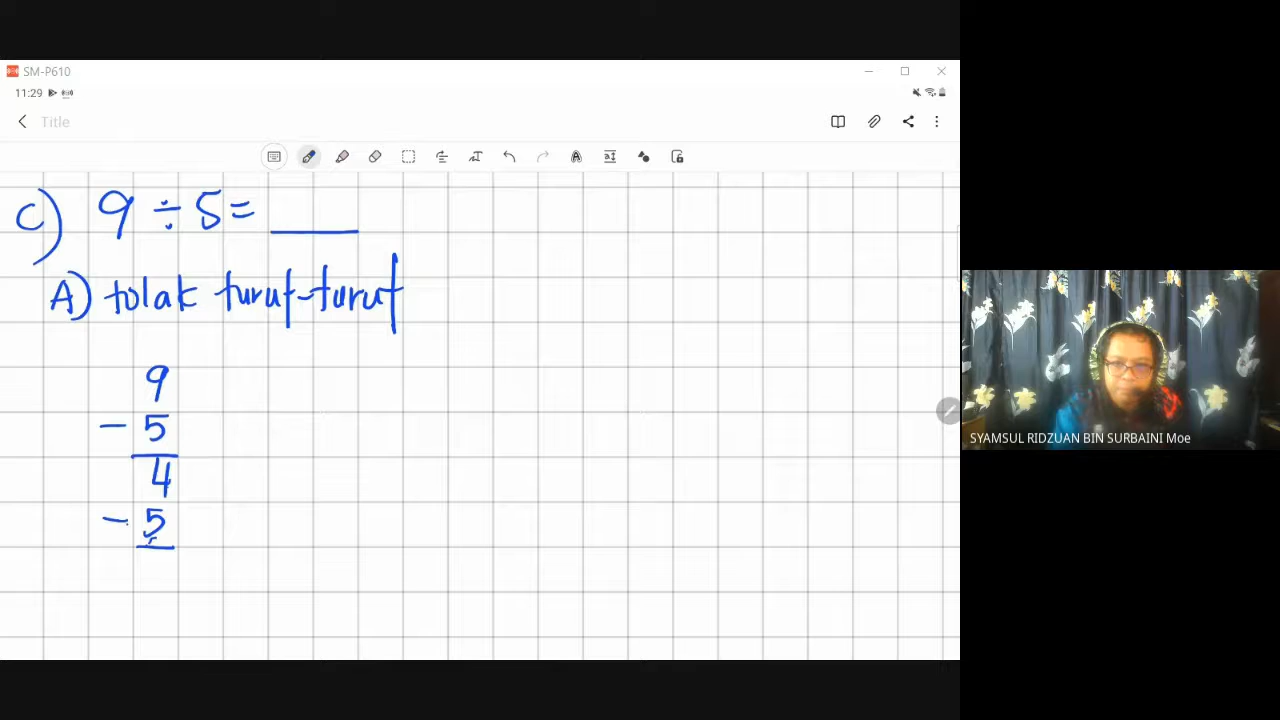 SM-P610
11:29
Title
C) 9 ÷ 5 = ____
A) tolak turut-turut
9
- 5
4
- 5
SYAMSUL RIDZUAN BIN SURBAINI Moe